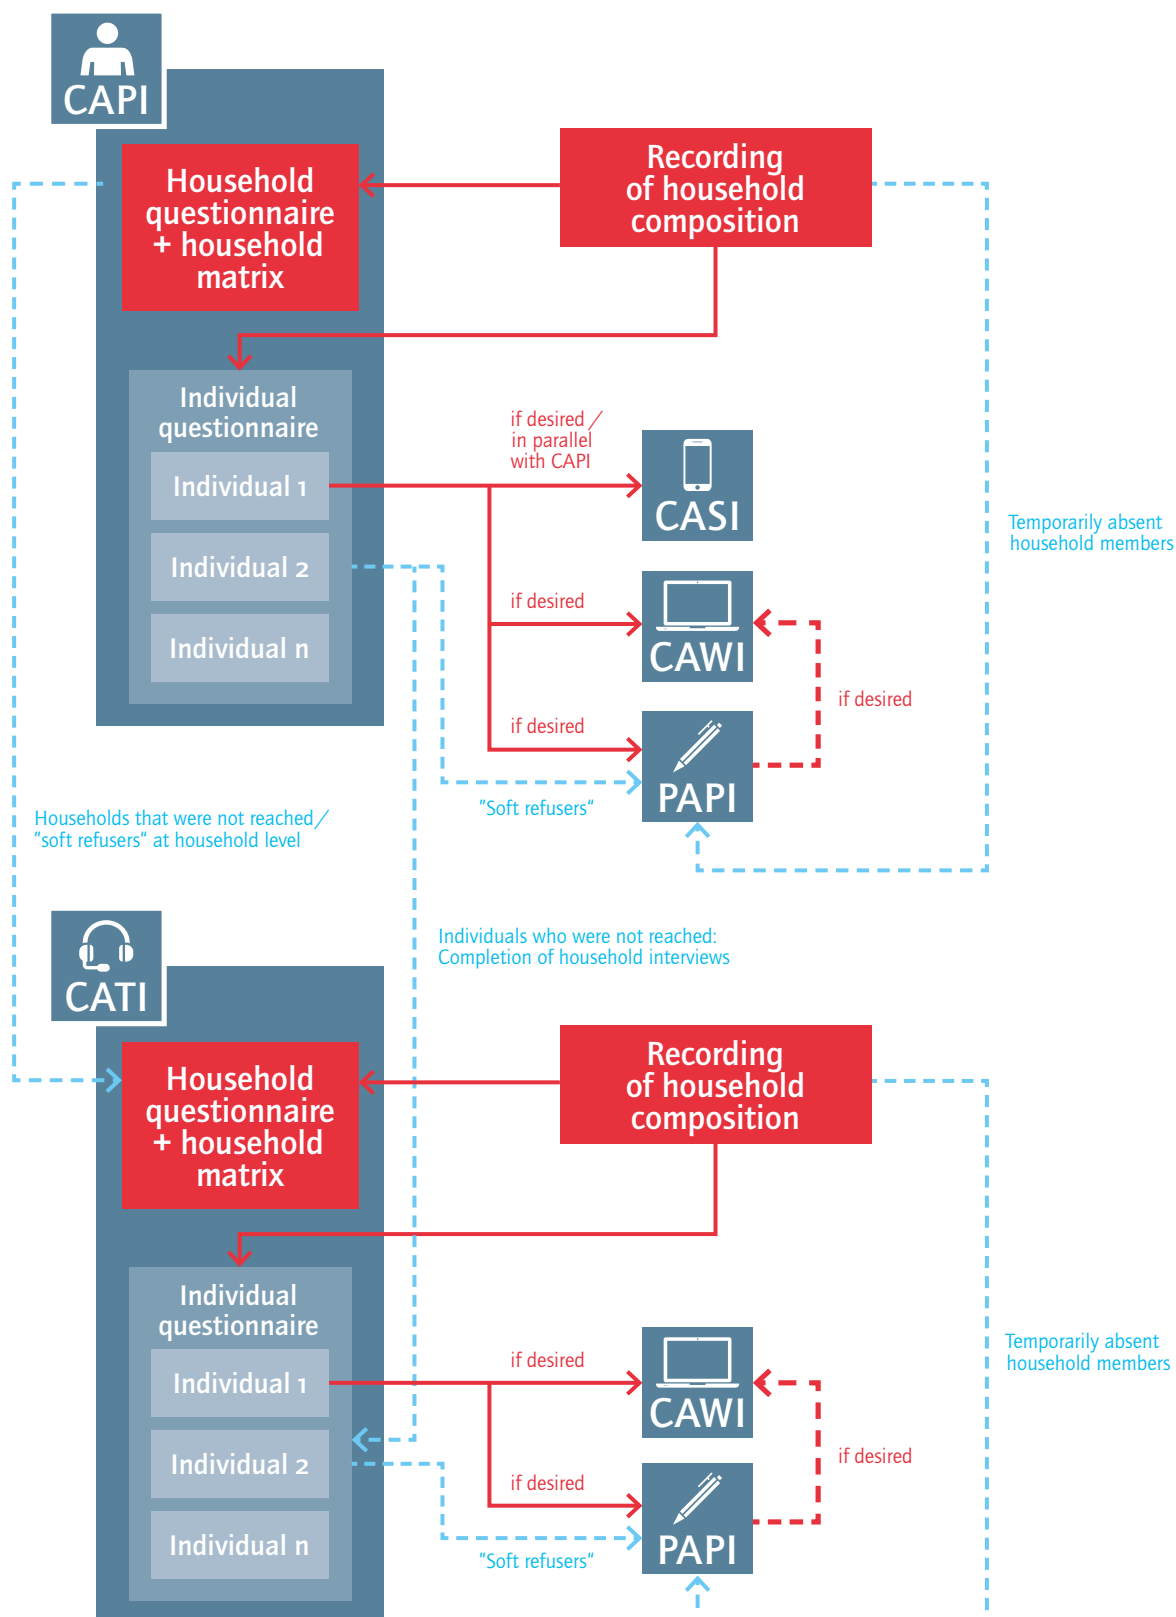 CAPI
Household
questionnaire
+ household
matrix
Recording
of household
composition
Individual
questionnaire
Individual 1
Individual 2
Individual n
if desired /
in parallel
with CAPI
CASI
if desired
CAWI
if desired
if desired
PAPI
"Soft refusers“
Temporarily absent
household members
Households that were not reached/
"soft refusers“ at household level
Individuals who were not reached:
Completion of household interviews
CATI
Household
questionnaire
+ household
matrix
Recording
of household
composition
Individual
questionnaire
Individual 1
Individual 2
Individual n
if desired
CAWI
if desired
if desired
PAPI
"Soft refusers“
Temporarily absent
household members